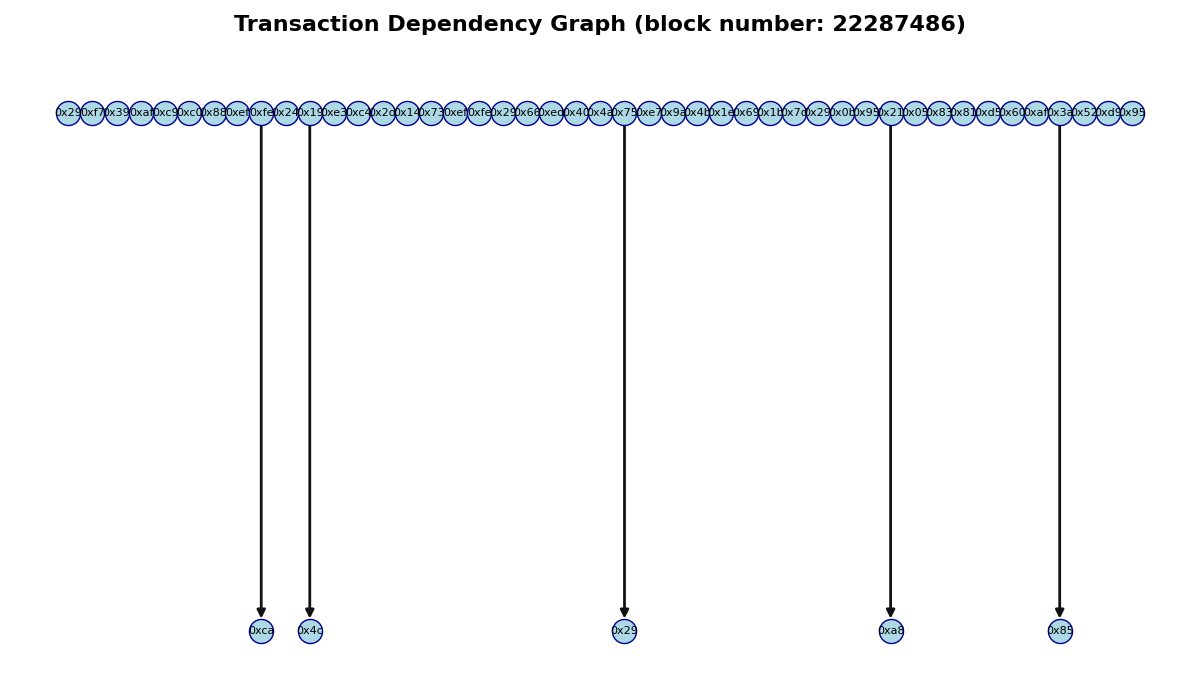 Transaction Dependency Graph (block number: 22287486)
0x29 0xf7 0x39 0xaf 0xc9 0xc0 0x88 0xef 0xfe 0x24 0x19 0xe3 0xc4 0x2d 0x14 0x73 0xef 0xfe 0x29 0x66 0xed 0x40 0x4a 0x75 0xe7 0x9a 0x4b 0x1e 0x69 0x1b 0x7d 0x29 0x0b 0x95 0x21 0x05 0x83 0x81 0xd5 0x60 0xaf 0x3a 0x52 0xd9 0x95
0xca 0x4c 0x29 0xa8 0x85